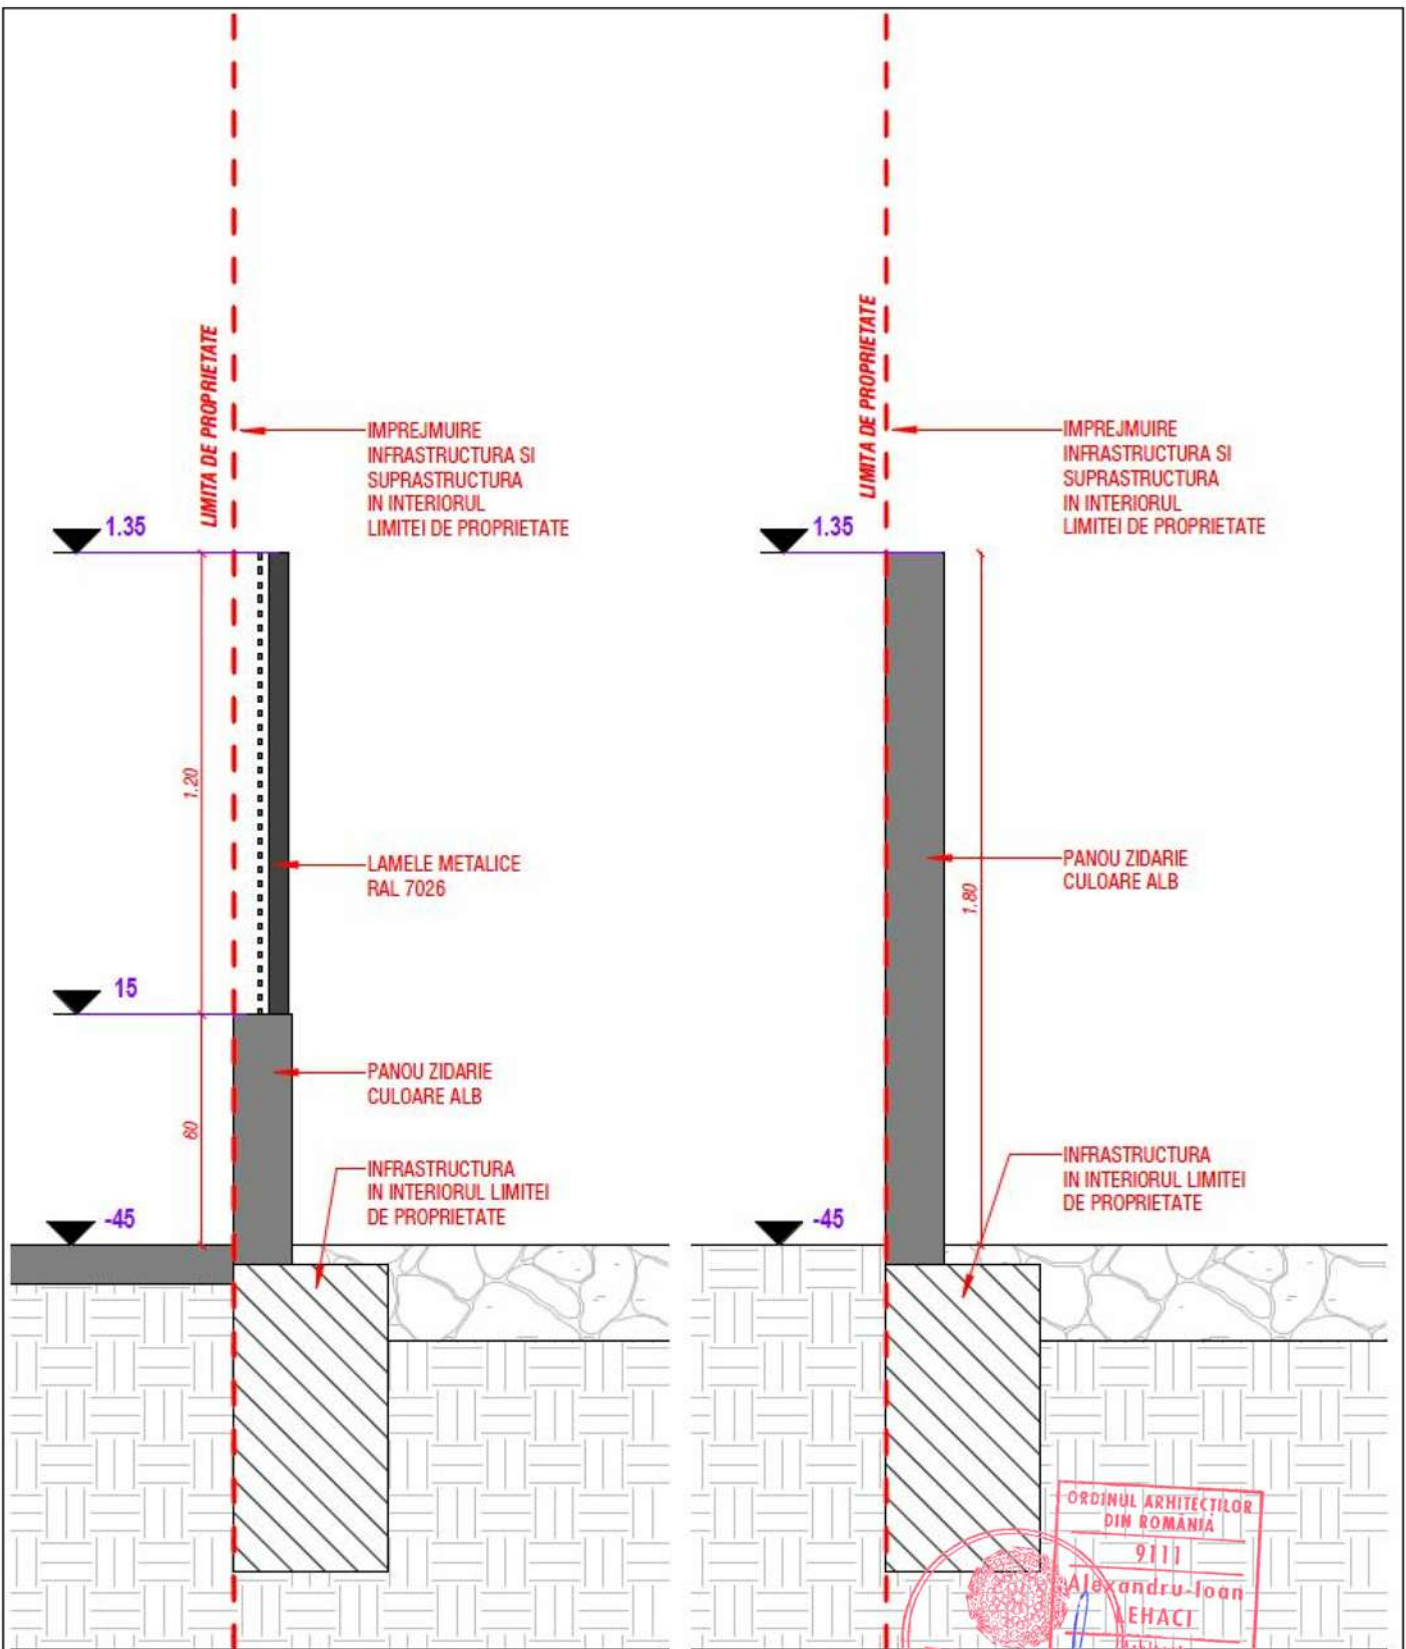 LIMITA DE PROPRIETATE
IMPREJMUIRE
INFRASTRUCTURA SI
SUPRASTRUCTURA
IN INTERIORUL
LIMITEI DE PROPRIETATE
1.35
1.20
LAMELE METALICE
RAL 7026
15
PANOU ZIDARIE
CULOARE ALB
60
INFRASTRUCTURA
IN INTERIORUL LIMITEI
DE PROPRIETATE
-45
LIMITA DE PROPRIETATE
IMPREJMUIRE
INFRASTRUCTURA SI
SUPRASTRUCTURA
IN INTERIORUL
LIMITEI DE PROPRIETATE
1.35
PANOU ZIDARIE
CULOARE ALB
1.80
INFRASTRUCTURA
IN INTERIORUL LIMITEI
DE PROPRIETATE
-45
ORDINUL ARHITECȚILOR
DIN ROMÂNIA
9111
Alexandru-Ioan
LEHACI